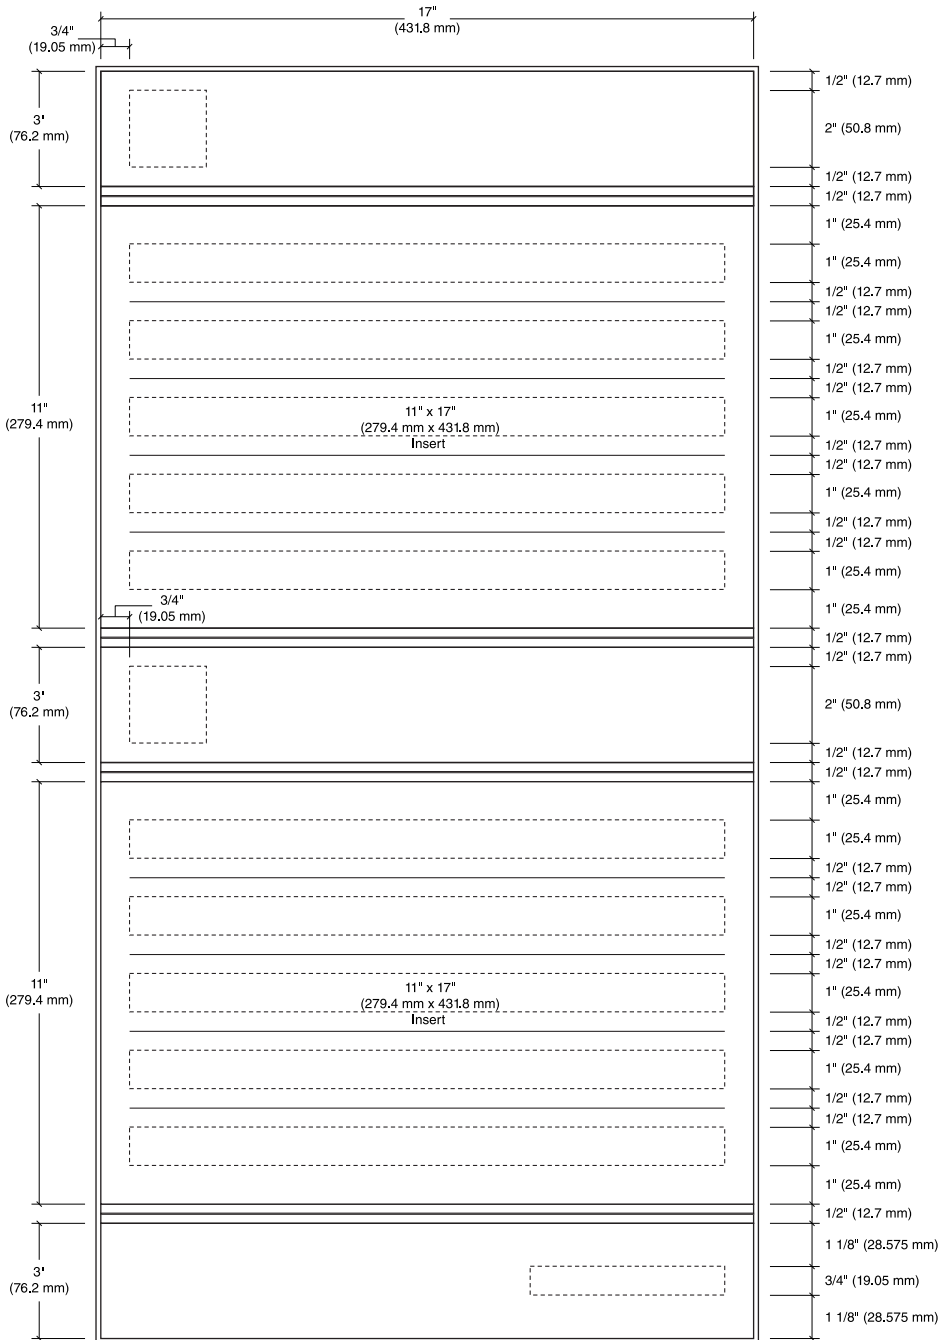 17"
(431.8 mm)
3/4"
(19.05 mm)
3"
(76.2 mm)
11"
(279.4 mm)
11" x 17"
(279.4 mm x 431.8 mm)
Insert
3/4"
(19.05 mm)
3"
(76.2 mm)
11"
(279.4 mm)
11" x 17"
(279.4 mm x 431.8 mm)
Insert
3"
(76.2 mm)
1/2" (12.7 mm)
2" (50.8 mm)
1/2" (12.7 mm)
1/2" (12.7 mm)
1" (25.4 mm)
1" (25.4 mm)
1/2" (12.7 mm)
1/2" (12.7 mm)
1" (25.4 mm)
1/2" (12.7 mm)
1/2" (12.7 mm)
1" (25.4 mm)
1/2" (12.7 mm)
1/2" (12.7 mm)
1" (25.4 mm)
1/2" (12.7 mm)
1/2" (12.7 mm)
1" (25.4 mm)
1" (25.4 mm)
1/2" (12.7 mm)
1/2" (12.7 mm)
2" (50.8 mm)
1/2" (12.7 mm)
1/2" (12.7 mm)
1" (25.4 mm)
1" (25.4 mm)
1/2" (12.7 mm)
1/2" (12.7 mm)
1" (25.4 mm)
1/2" (12.7 mm)
1/2" (12.7 mm)
1" (25.4 mm)
1/2" (12.7 mm)
1/2" (12.7 mm)
1" (25.4 mm)
1/2" (12.7 mm)
1/2" (12.7 mm)
1" (25.4 mm)
1" (25.4 mm)
1/2" (12.7 mm)
1 1/8" (28.575 mm)
3/4" (19.05 mm)
1 1/8" (28.575 mm)